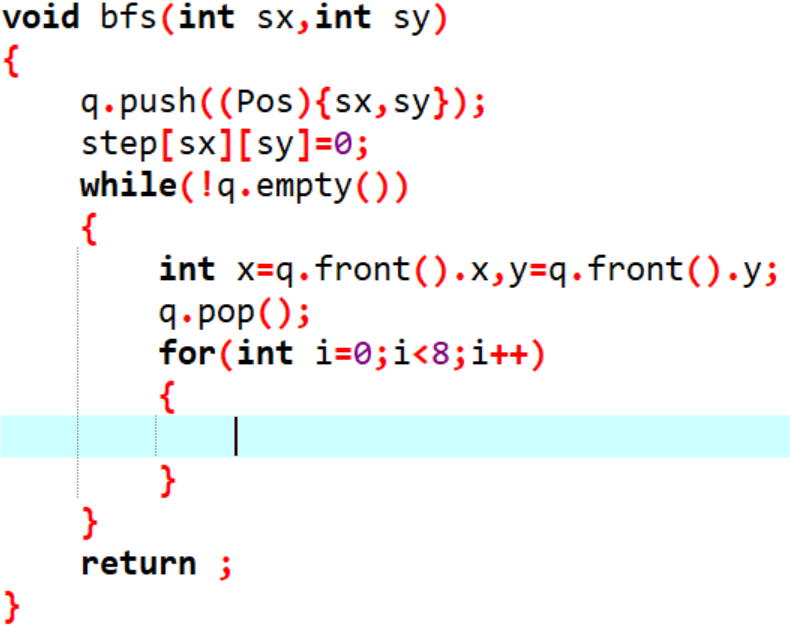 void bfs(int sx,int sy)
{
    q.push((Pos){sx,sy});
    step[sx][sy]=0;
    while(!q.empty())
    {
        int x=q.front().x,y=q.front().y;
        q.pop();
        for(int i=0;i<8;i++)
        {
        }
    }
    return ;
}